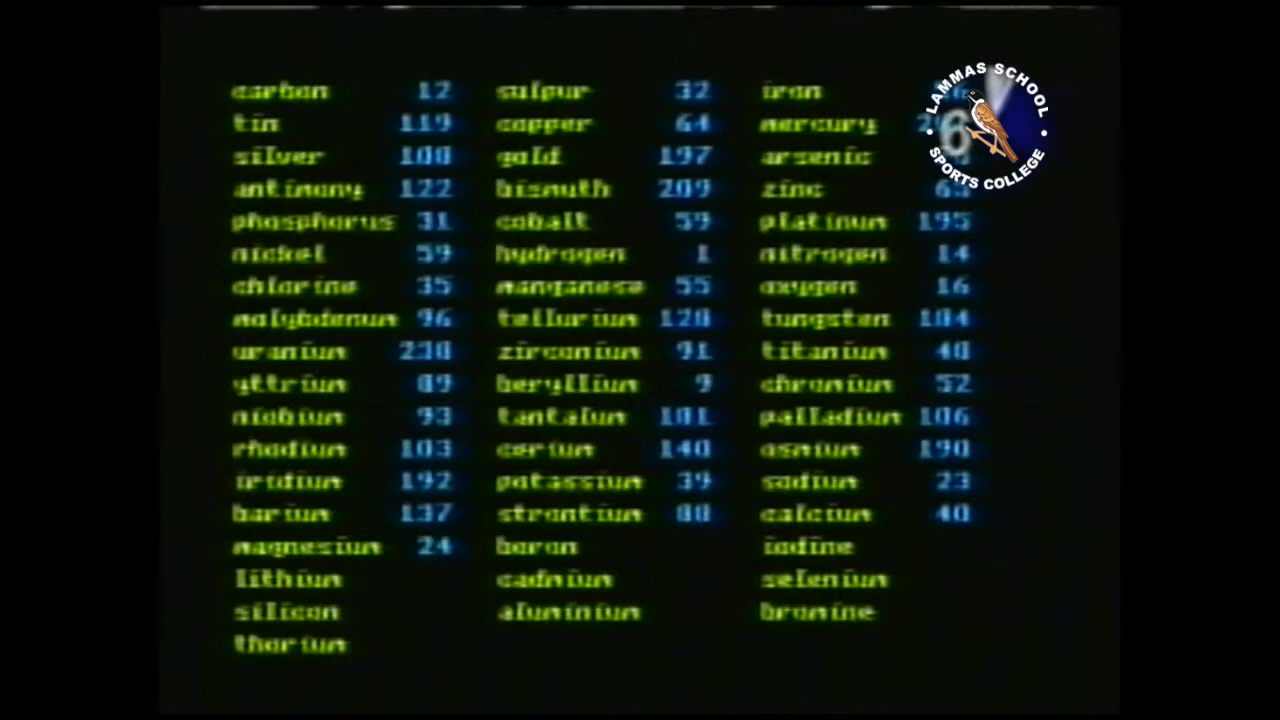 carbon 12 sulpur 32 iron
tin 119 copper 64 mercury
silver 108 gold 197 arsenic
antimony 122 bismuth 209 zinc
phosphorus 31 cobalt 59 platinum 195
nickel 59 hydrogen 1 nitrogen 14
chlorine 35 manganese 55 oxygen 16
molybdenum 96 tellurium 128 tungsten 184
uranium 238 zirconium 91 titanium 48
yttrium 89 beryllium 9 chromium 52
niobium 93 tantalum 181 palladium 106
rhodium 103 cerium 140 osmium 190
iridium 192 potassium 39 sodium 23
barium 137 strontium 88 calcium 40
magnesium 24 boron iodine
lithium cadmium selenium
silicon aluminium bromine
thorium
LAMMAS SCHOOL
6
SPORTS COLLEGE